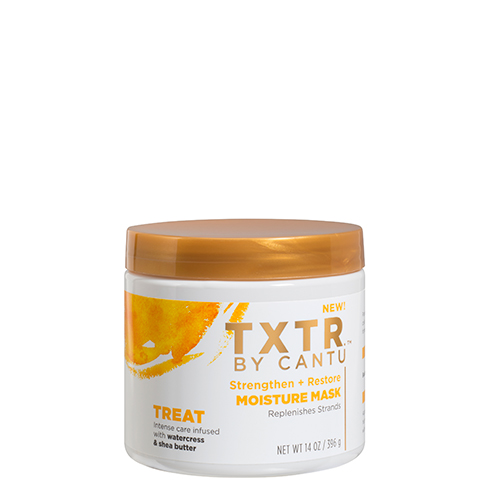 NEW!
TXTR.™
BY CANTU
Strengthen + Restore
MOISTURE MASK
Replenishes Strands
TREAT
Intense care infused
with watercress
& shea butter
NET WT 14 OZ / 396 g